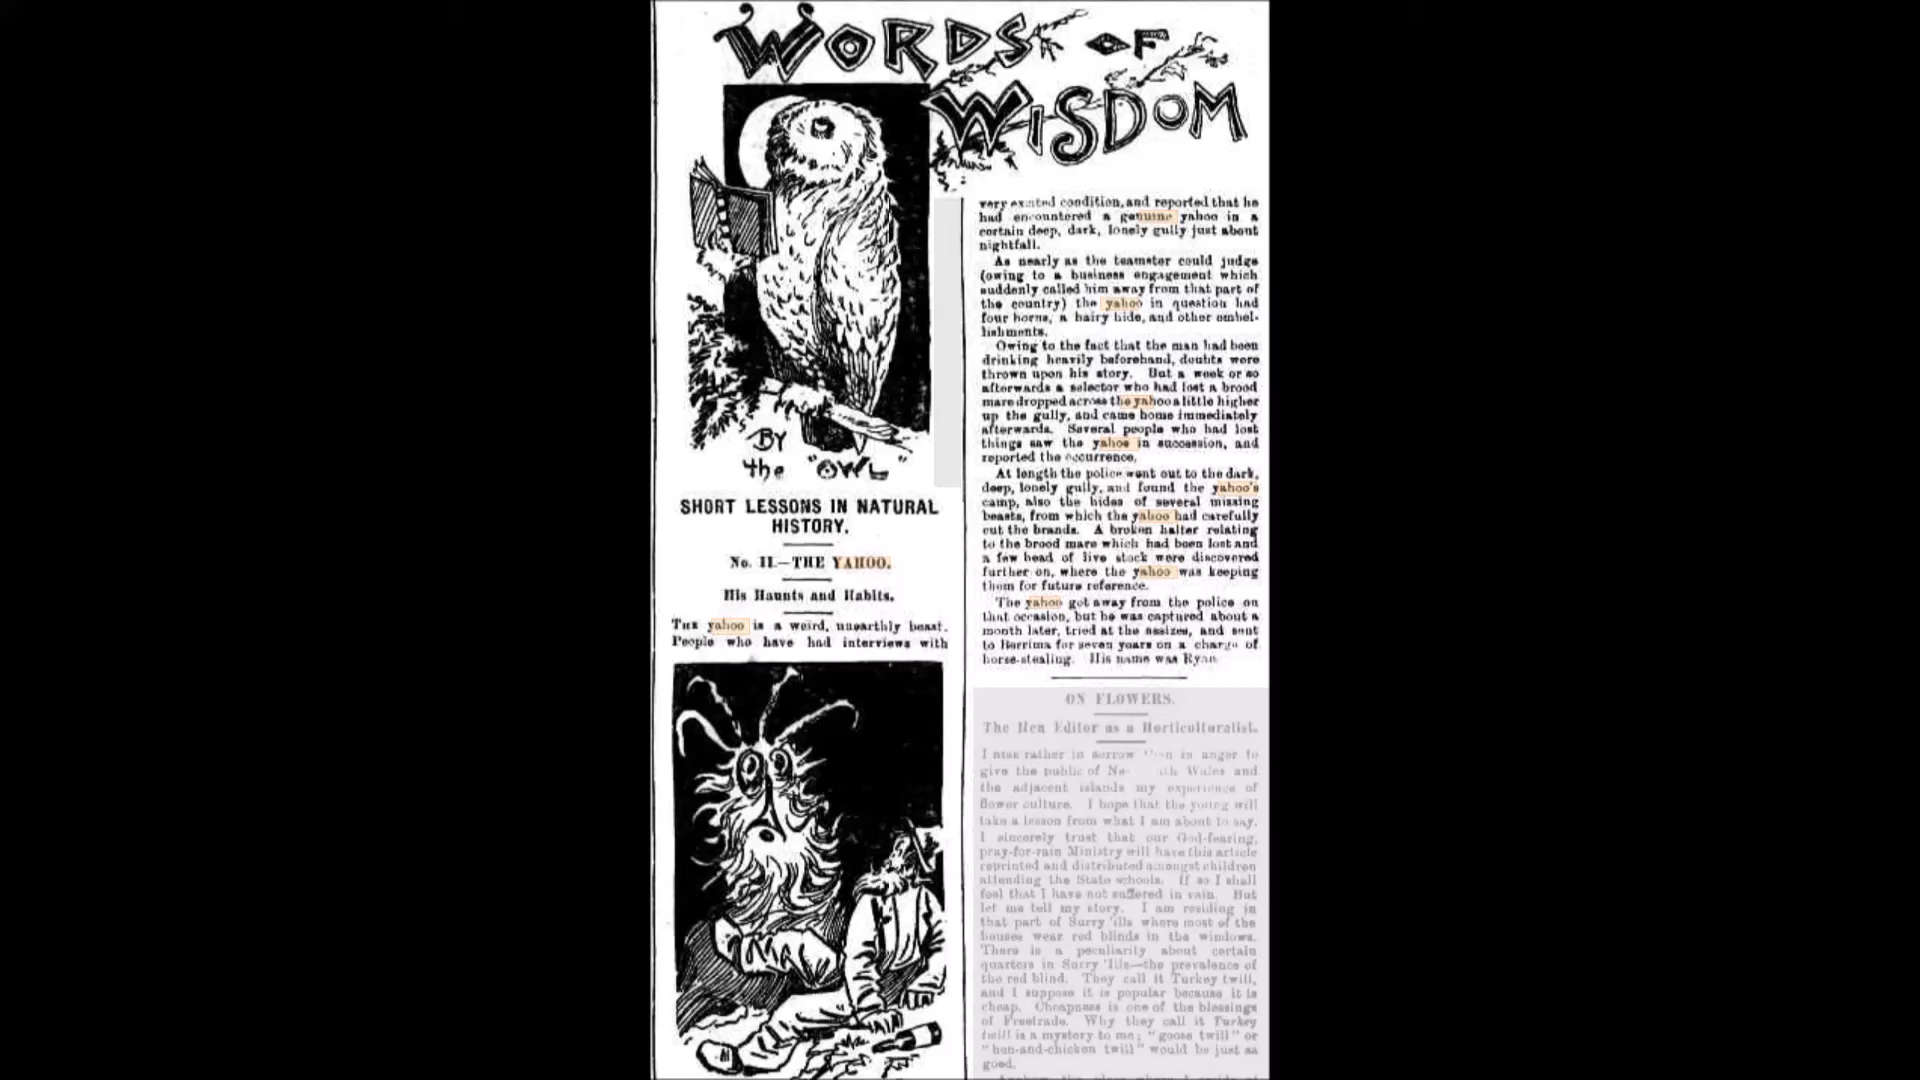 WORDS OF
WISDOM
BY
the "OWL"
SHORT LESSONS IN NATURAL
HISTORY.
No. II.—THE YAHOO.
His Haunts and Habits.
THE yahoo is a weird, unearthly beast.
People who have had interviews with
very excited condition, and reported that he
had encountered a genuine yahoo in a
certain deep, dark, lonely gully just about
nightfall.
As nearly as the teamster could judge
(owing to a business engagement which
suddenly called him away from that part of
the country) the yahoo in question had
four horns, a hairy hide, and other embel-
lishments.
Owing to the fact that the man had been
drinking heavily beforehand, doubts were
thrown upon his story. But a week or so
afterwards a selector who had lost a brood
mare dropped across the yahoo a little higher
up the gully, and came home immediately
afterwards. Several people who had lost
things saw the yahoo in succession, and
reported the occurrence.
At length the police went out to the dark,
deep, lonely gully, and found the yahoo's
camp, also the hides of several missing
beasts, from which the yahoo had carefully
cut the brands. A broken halter relating
to the brood mare which had been lost and
a few head of live stock were discovered
further on, where the yahoo was keeping
them for future reference.
The yahoo got away from the police on
that occasion, but he was captured about a
month later, tried at the assizes, and sent
to Berrima for seven years on a charge of
horse-stealing. His name was Ryan
ON FLOWERS.
The Hen Editor as a Horticulturalist.
I RISE rather in sorrow than in anger to
give the public of Wales and
the adjacent islands my experience of
flower culture. I hope that the young will
take a lesson from what I am about to say.
I sincerely trust that our God-fearing,
pray-for-rain Ministry will have this article
reprinted and distributed amongst children
attending the State schools. If so I shall
feel that I have not suffered in vain. But
let me tell my story. I am residing in
that part of Surry 'ills where most of the
houses wear red blinds in the windows.
There is a peculiarity about certain
quarters in Surry 'Ills—the prevalence of
the red blind. They call it Turkey twill,
and I suppose it is popular because it is
cheap. Cheapness is one of the blessings
of Freetrade. Why they call it Turkey
twill is a mystery to me; "goose twill" or
"hen-and-chicken twill" would be just as
good.